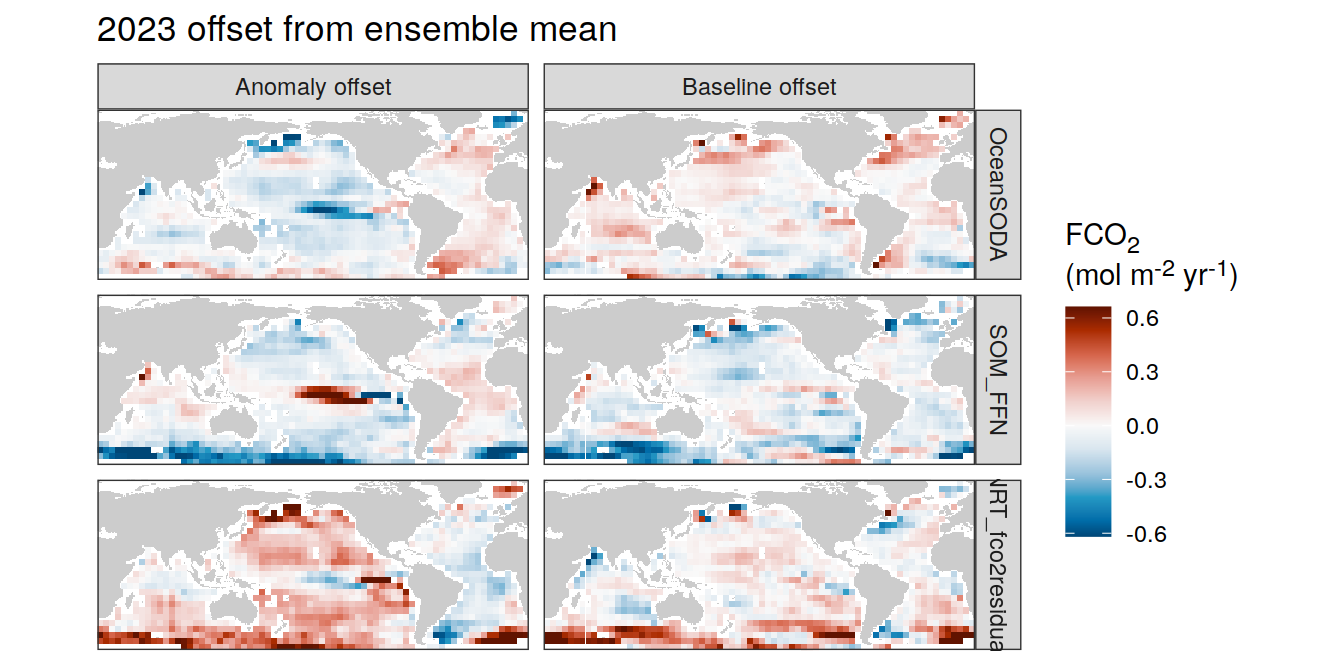 2023 offset from ensemble mean
Anomaly offset
Baseline offset
OceanSODA
SOM_FFN
NRT_fco2residua
FCO₂
(mol m⁻² yr⁻¹)
0.6
0.3
0.0
-0.3
-0.6